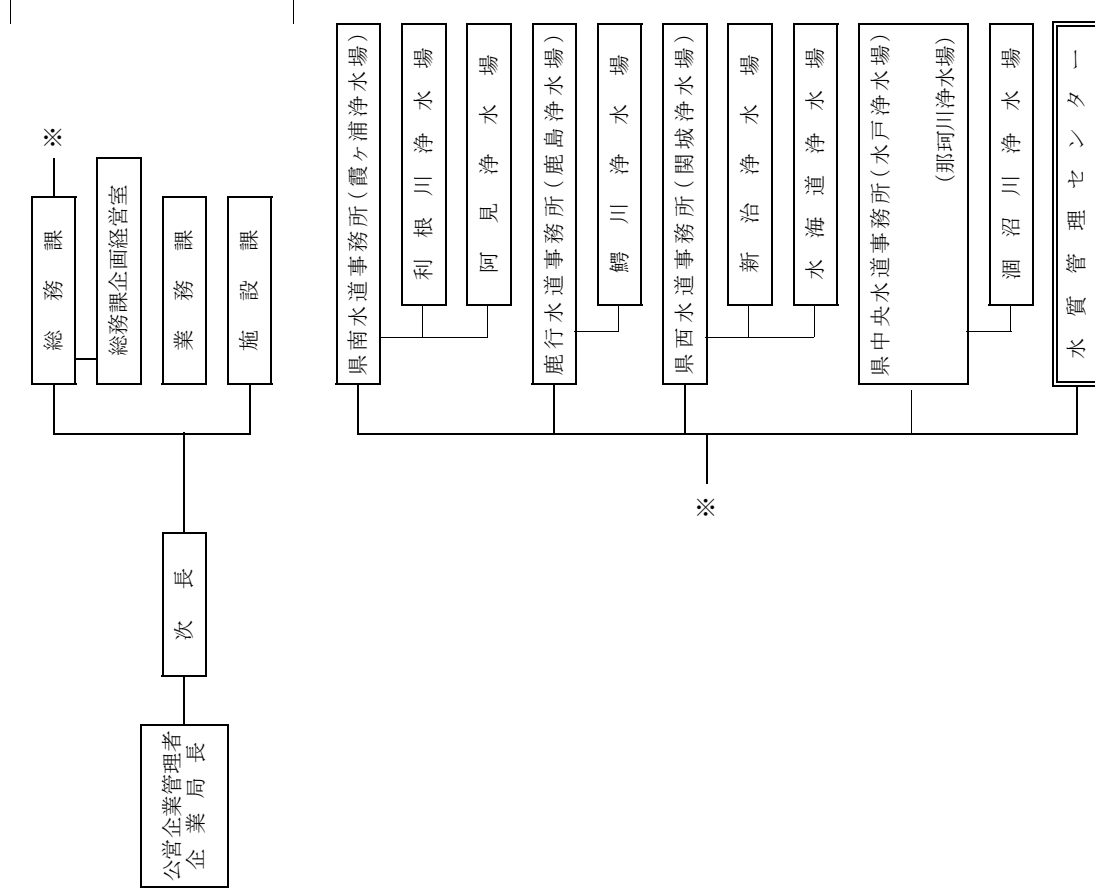 公営企業管理者
企業局長
次長
総務課
※
総務課企画経営室
業務課
施設課
※
県南水道事務所(霞ヶ浦浄水場)
利根川浄水場
阿見浄水場
鹿行水道事務所(鹿島浄水場)
鰐川浄水場
県西水道事務所(関城浄水場)
新治浄水場
水海道浄水場
県中央水道事務所(水戸浄水場)
(那珂川浄水場)
涸沼川浄水場
水質管理センター